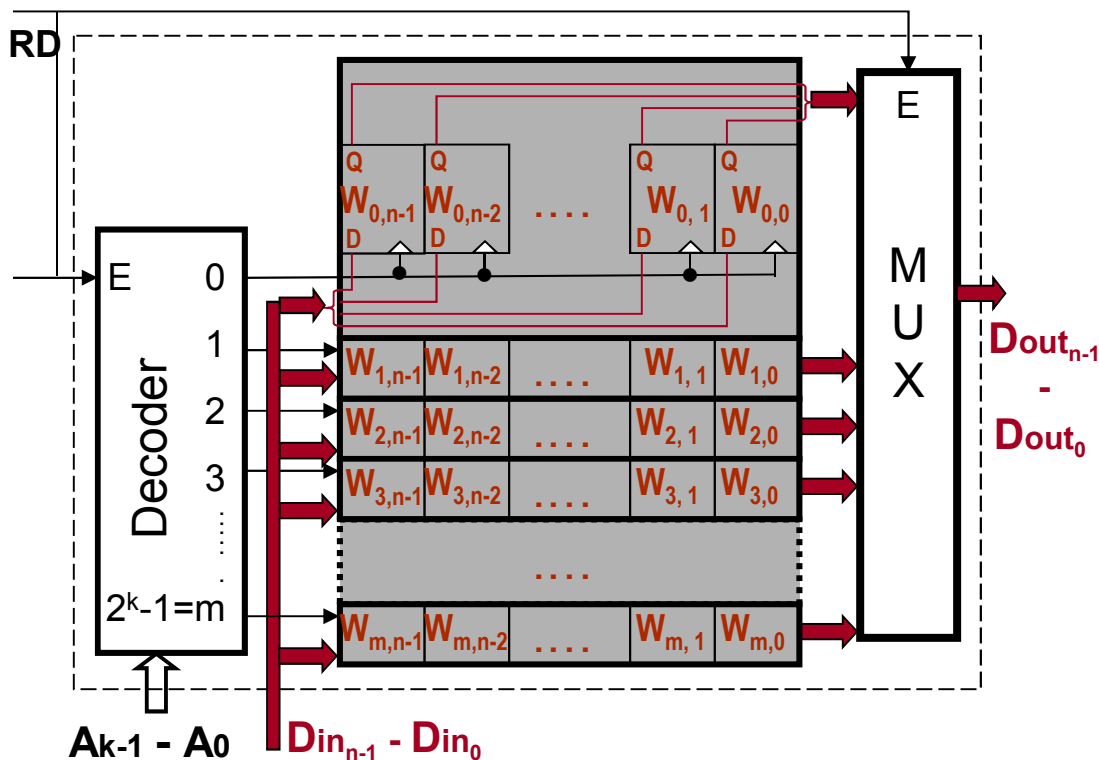 RD
E
Q Q Q Q
W0,n-1 W0,n-2 .... W0, 1 W0,0
D D D D
E 0
M
U
X
Decoder
1
W1,n-1 W1,n-2 .... W1, 1 W1,0
2
W2,n-1 W2,n-2 .... W2, 1 W2,0
3
W3,n-1 W3,n-2 .... W3, 1 W3,0
......
....
2k-1=m
Wm,n-1 Wm,n-2 .... Wm, 1 Wm,0
Doutn-1
-
Dout0
Ak-1 - A0
Dinn-1 - Din0